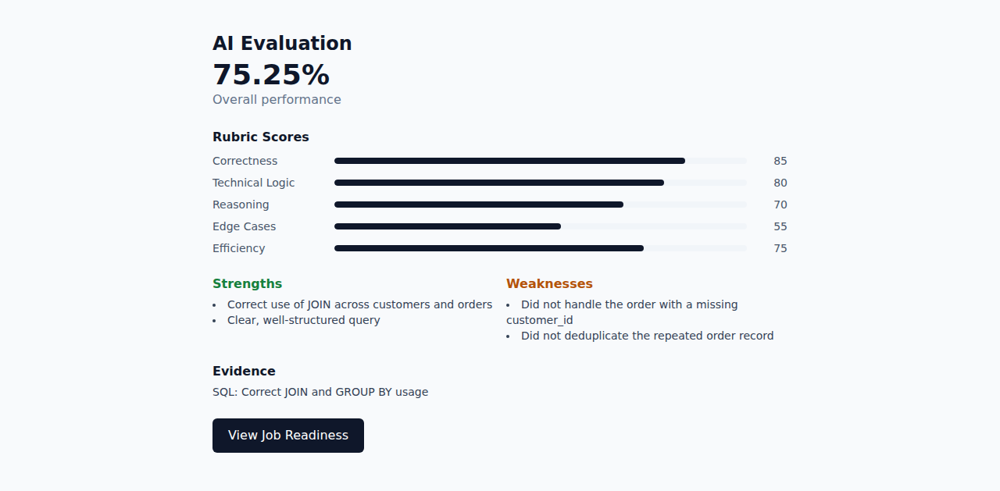 AI Evaluation
75.25%
Overall performance
Rubric Scores
Correctness 85
Technical Logic 80
Reasoning 70
Edge Cases 55
Efficiency 75
Strengths
• Correct use of JOIN across customers and orders
• Clear, well-structured query
Weaknesses
• Did not handle the order with a missing
customer_id
• Did not deduplicate the repeated order record
Evidence
SQL: Correct JOIN and GROUP BY usage
View Job Readiness